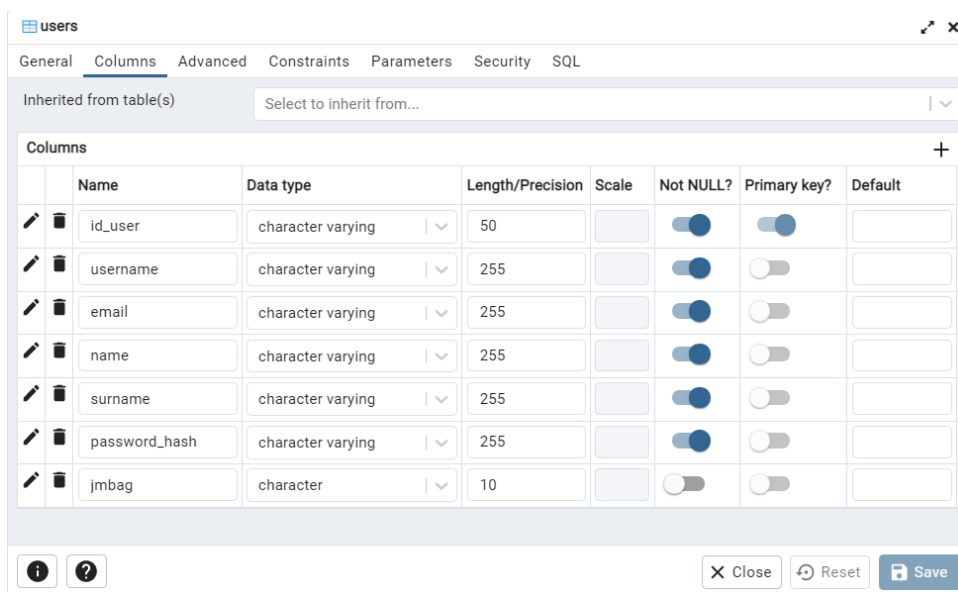 users
General Columns Advanced Constraints Parameters Security SQL
Inherited from table(s) Select to inherit from...
Columns
Name Data type Length/Precision Scale Not NULL? Primary key? Default
id_user character varying 50
username character varying 255
email character varying 255
name character varying 255
surname character varying 255
password_hash character varying 255
jmbag character 10
Close Reset Save